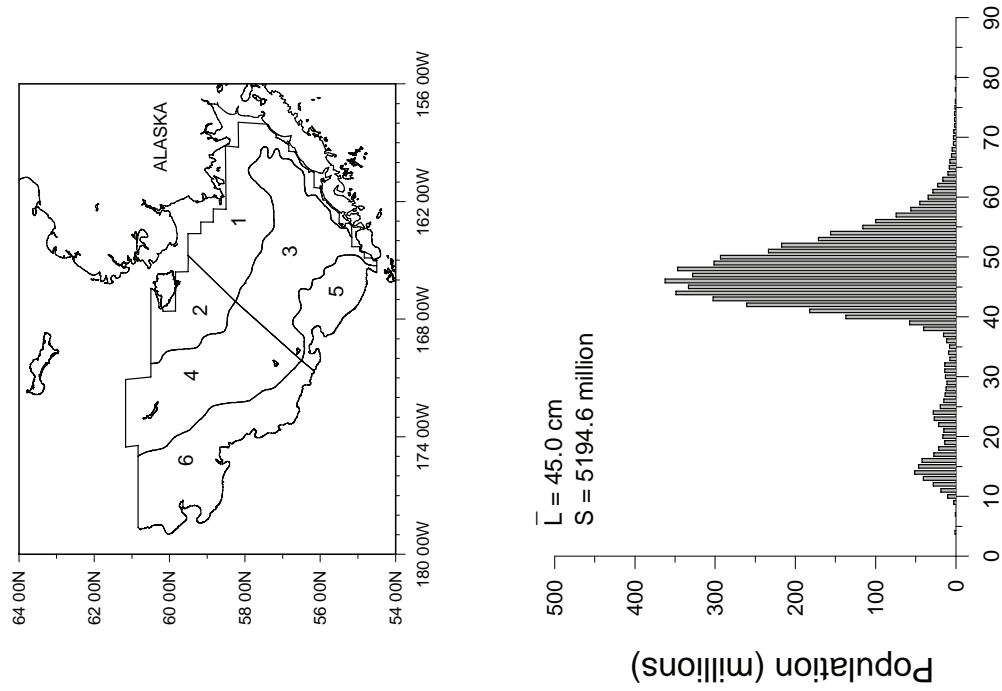 64 00N
62 00N
60 00N
58 00N
56 00N
54 00N
180 00W
174 00W
168 00W
162 00W
156 00W
ALASKA
1
2
3
4
5
6
L = 45.0 cm
S = 5194.6 million
Population (millions)
500
400
300
200
100
0
0
10
20
30
40
50
60
70
80
90